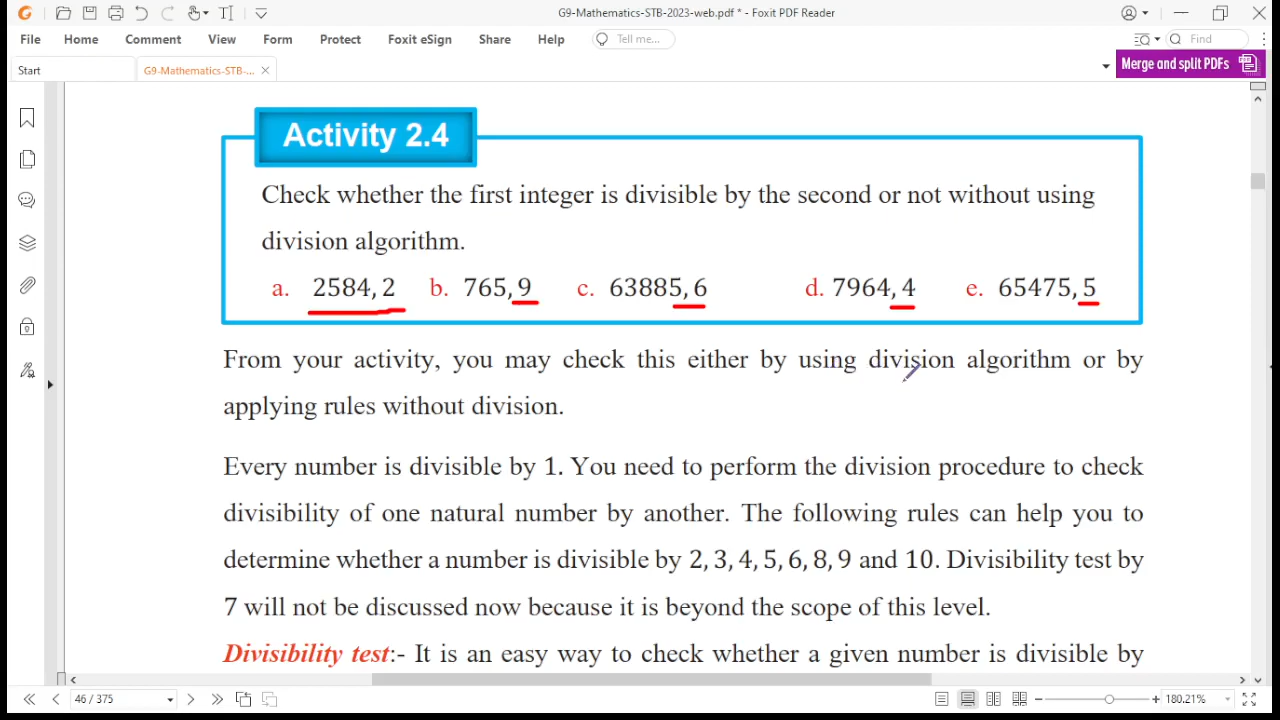 G9-Mathematics-STB-2023-web.pdf * - Foxit PDF Reader
File Home Comment View Form Protect Foxit eSign Share Help Tell me... Find
Start G9-Mathematics-STB-... Merge and split PDFs
Activity 2.4
Check whether the first integer is divisible by the second or not without using
division algorithm.
a. 2584, 2 b. 765, 9 c. 63885, 6 d. 7964, 4 e. 65475, 5
From your activity, you may check this either by using division algorithm or by
applying rules without division.
Every number is divisible by 1. You need to perform the division procedure to check
divisibility of one natural number by another. The following rules can help you to
determine whether a number is divisible by 2, 3, 4, 5, 6, 8, 9 and 10. Divisibility test by
7 will not be discussed now because it is beyond the scope of this level.
Divisibility test:- It is an easy way to check whether a given number is divisible by
46 / 375 180.21%